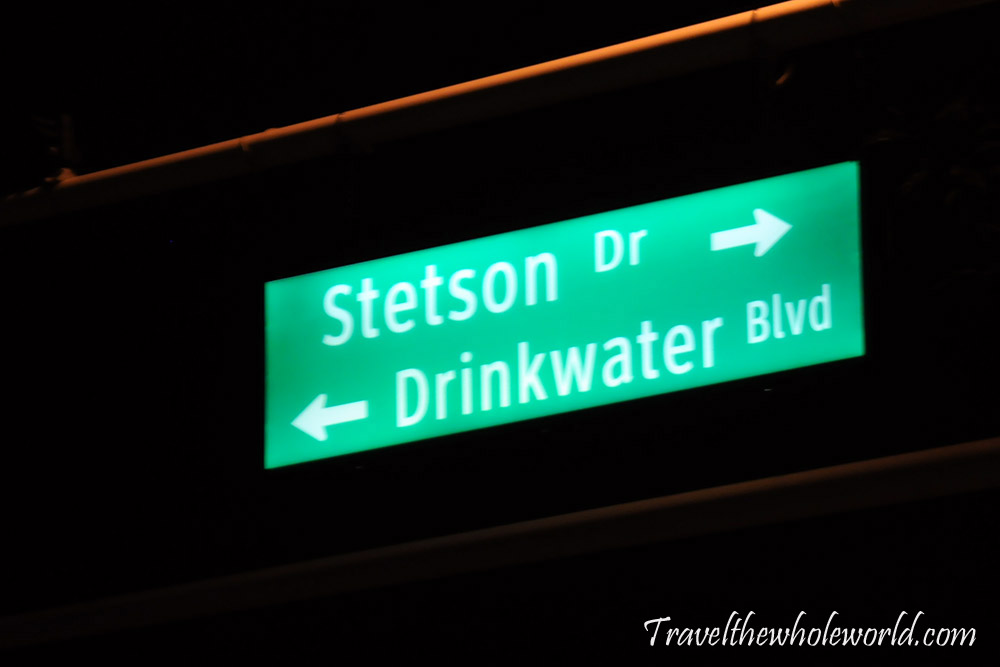 Stetson Dr →
← Drinkwater Blvd
Travelthewholeworld.com